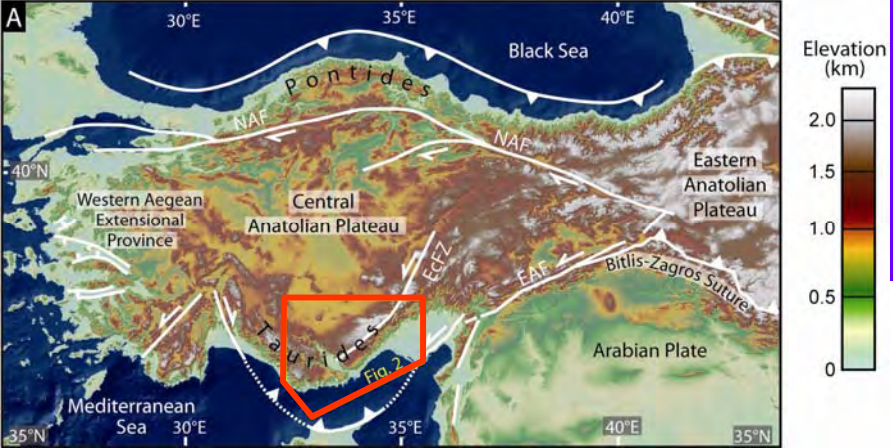 A
30°E
35°E
40°E
Black Sea
Pontides
NAF
NAF
40°N
Western Aegean
Extensional
Province
Central
Anatolian Plateau
Eastern
Anatolian
Plateau
EcFZ
EAF
Bitlis-Zagros Suture
Taurides
Fig. 2
Arabian Plate
Mediterranean
Sea
35°N
30°E
35°E
40°E
35°N
Elevation
(km)
2.0
1.5
1.0
0.5
0